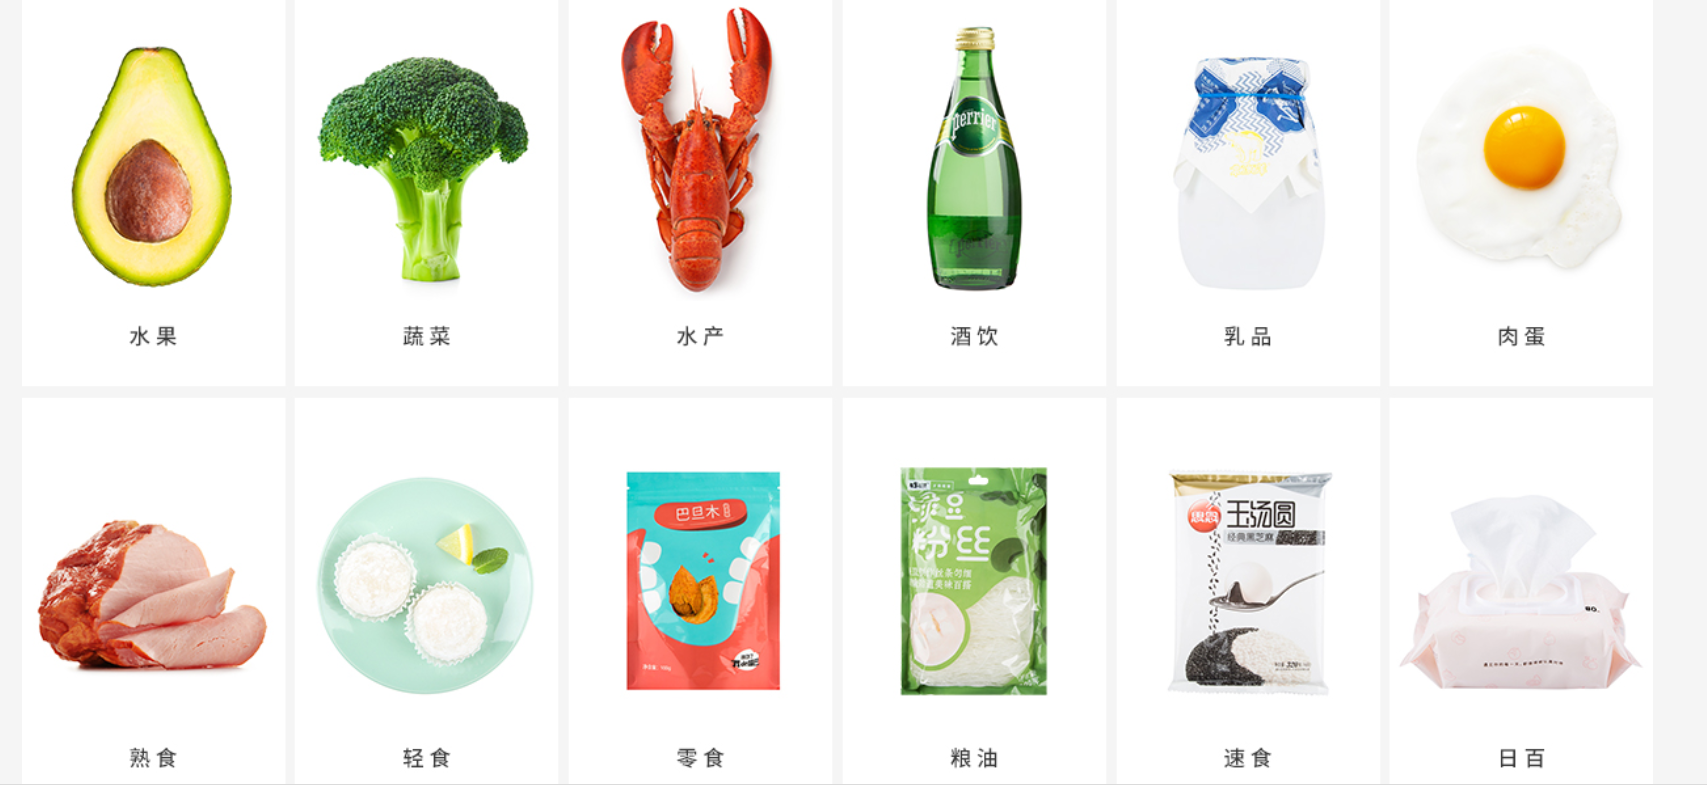 perrier
水果
蔬菜
水产
酒饮
乳品
肉蛋
巴旦木
绿豆
粉丝
思念
玉汤圆
经典黑芝麻
熟食
轻食
零食
粮油
速食
日百